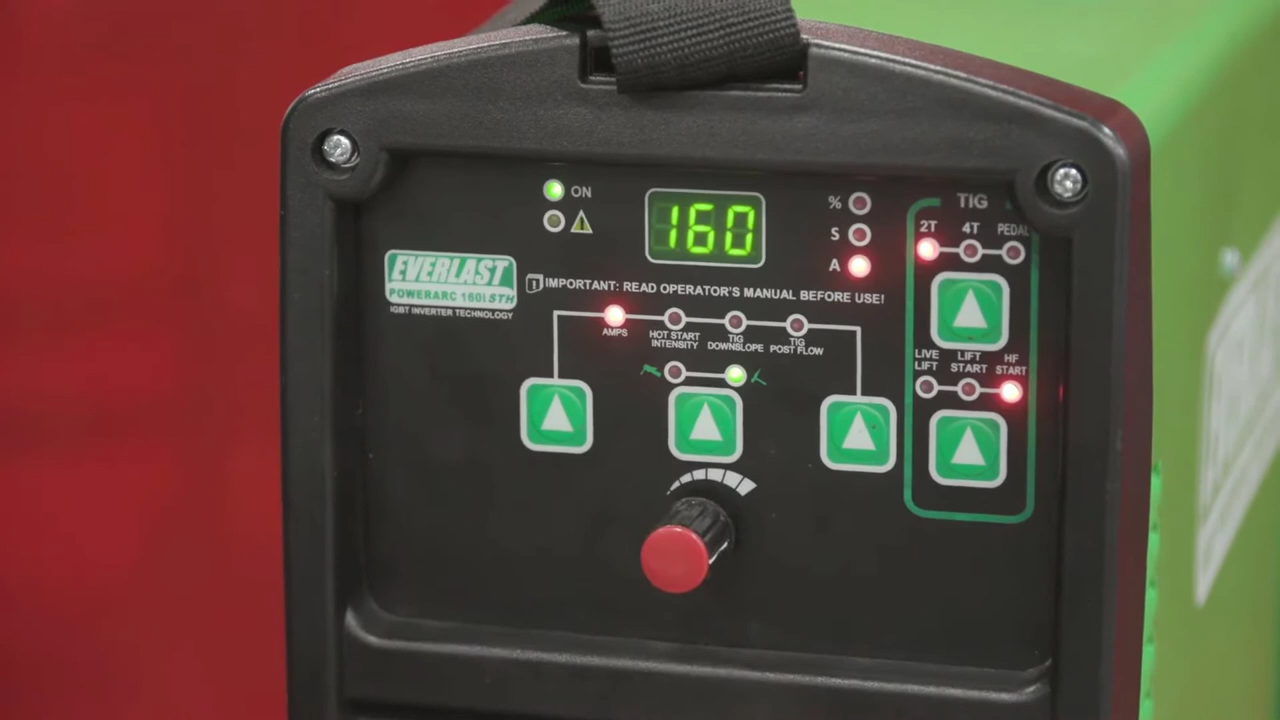 ON
160
%
S
A
TIG
2T 4T PEDAL
EVERLAST
POWERARC 160i STH
IGBT INVERTER TECHNOLOGY
IMPORTANT: READ OPERATOR'S MANUAL BEFORE USE!
AMPS
HOT START
INTENSITY
TIG
DOWNSLOPE
TIG
POST FLOW
LIVE
LIFT
LIFT
START
HF
START